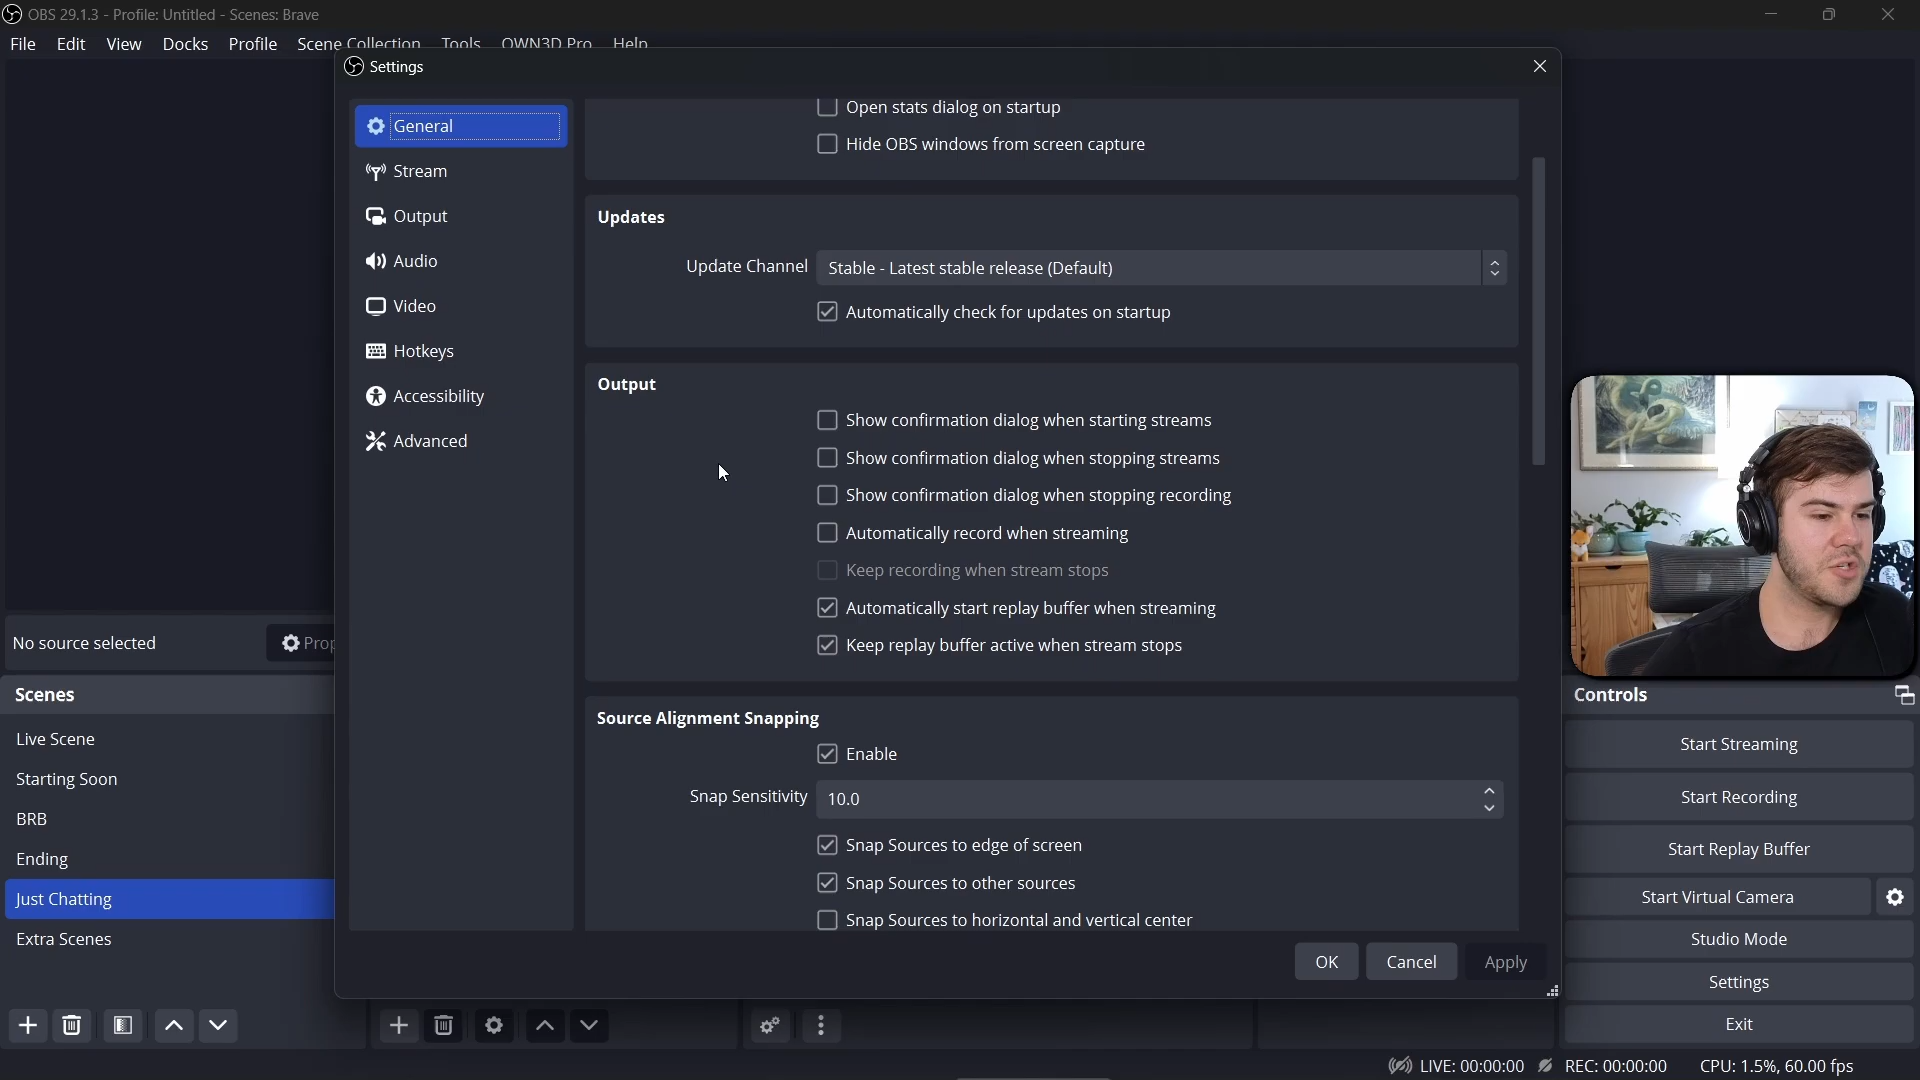 OBS 29.1.3 - Profile: Untitled - Scenes: Brave
File Edit View Docks Profile Scene Collection Tools OWN3D Pro Help
Settings
General
Stream
Output
Audio
Video
Hotkeys
Accessibility
Advanced
Open stats dialog on startup
Hide OBS windows from screen capture
Updates
Update Channel Stable - Latest stable release (Default)
Automatically check for updates on startup
Output
Show confirmation dialog when starting streams
Show confirmation dialog when stopping streams
Show confirmation dialog when stopping recording
Automatically record when streaming
Keep recording when stream stops
Automatically start replay buffer when streaming
Keep replay buffer active when stream stops
Source Alignment Snapping
Enable
Snap Sensitivity 10.0
Snap Sources to edge of screen
Snap Sources to other sources
Snap Sources to horizontal and vertical center
OK Cancel Apply
No source selected Prop
Scenes
Live Scene
Starting Soon
BRB
Ending
Just Chatting
Extra Scenes
Controls
Start Streaming
Start Recording
Start Replay Buffer
Start Virtual Camera
Studio Mode
Settings
Exit
LIVE: 00:00:00 REC: 00:00:00 CPU: 1.5%, 60.00 fps